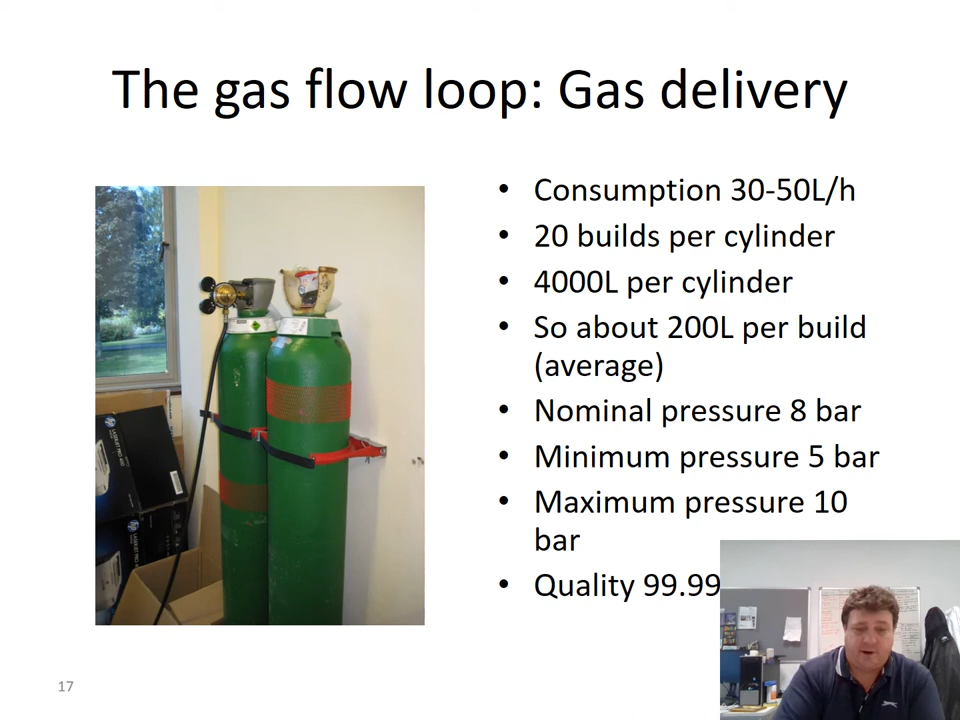 The gas flow loop: Gas delivery
• Consumption 30-50L/h
• 20 builds per cylinder
• 4000L per cylinder
• So about 200L per build
(average)
• Nominal pressure 8 bar
• Minimum pressure 5 bar
• Maximum pressure 10
bar
• Quality 99.99
17